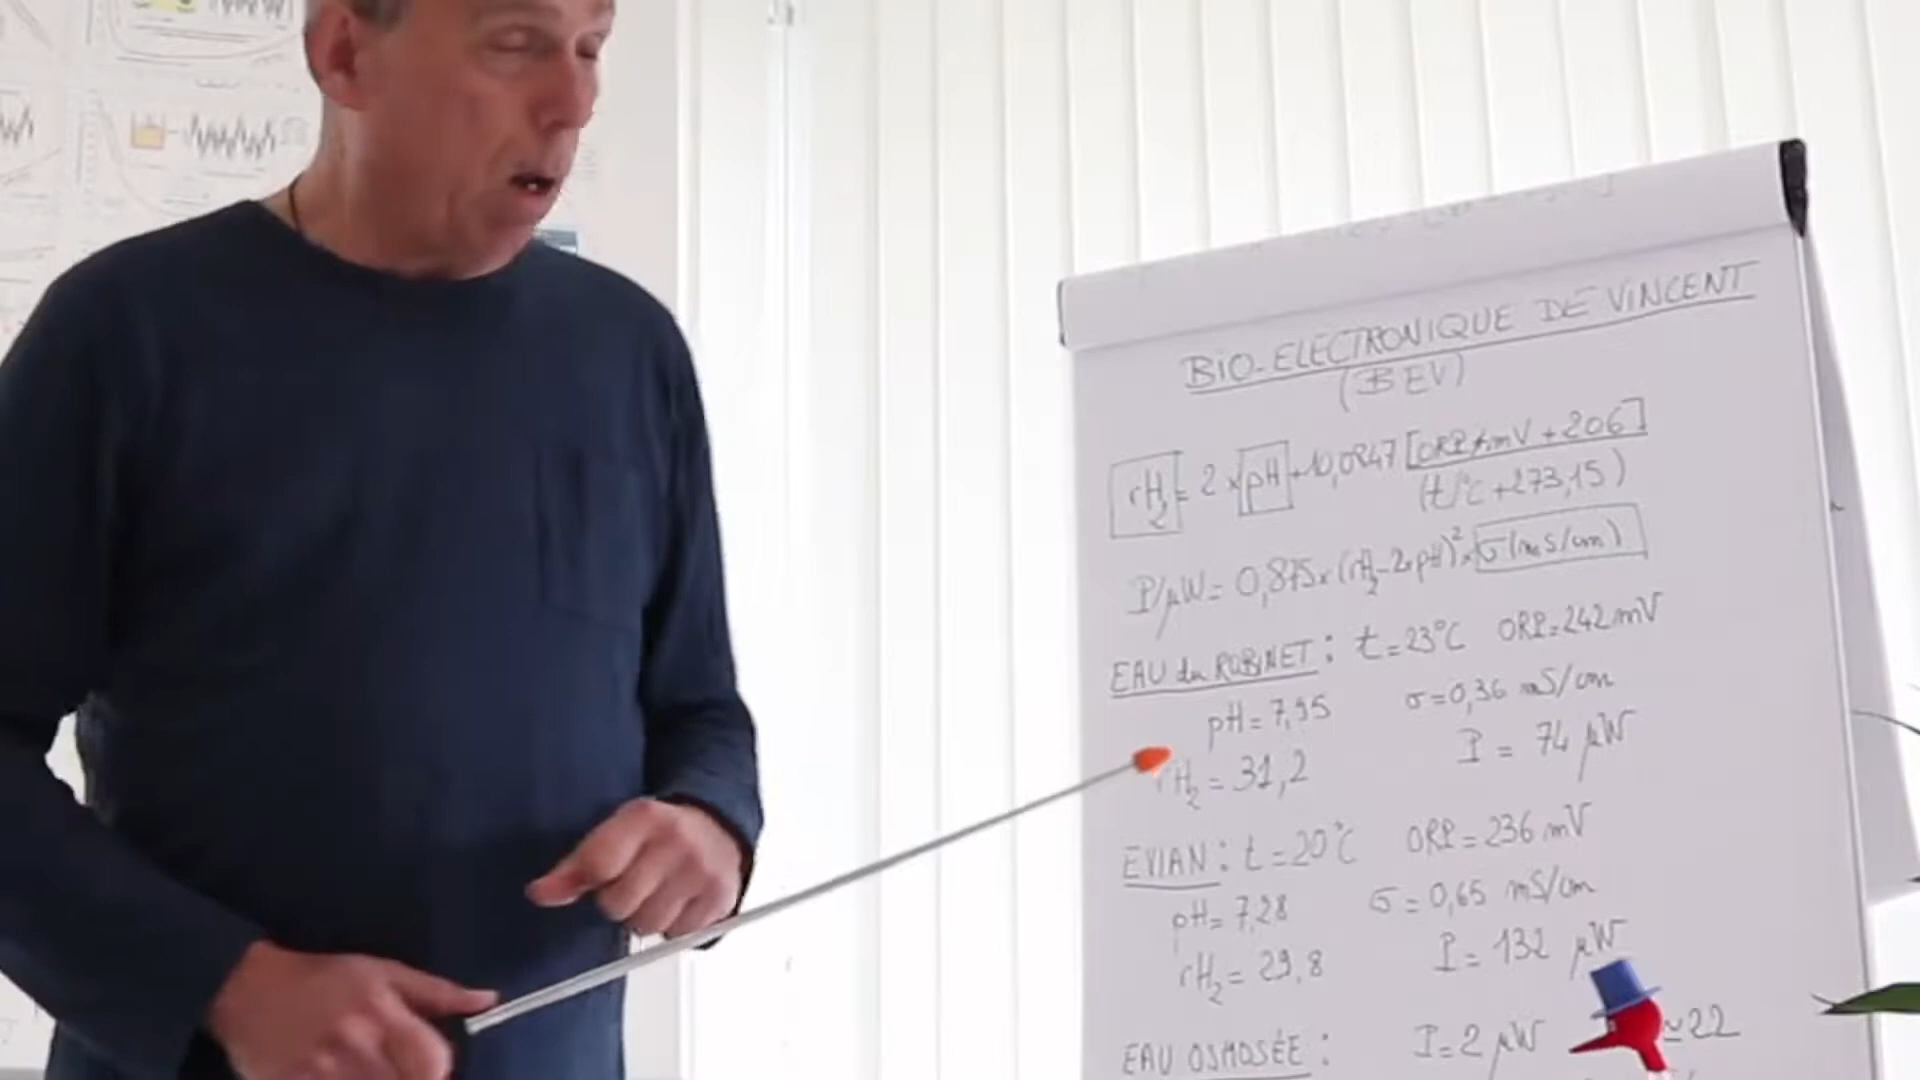 BIO-ELECTRONIQUE DE VINCENT
(BEV)
rH2 = 2 x pH + 10,0847 [ORP/mV + 206]
(t/°C + 273,15)
P/µW = 0,875 x (rH2 - 2xpH)² x σ(mS/cm)
EAU du ROBINET : t = 23°C ORP = 242 mV
pH = 7,95 σ = 0,36 mS/cm
rH2 = 31,2 P = 74 µW
EVIAN : t = 20°C ORP = 236 mV
pH = 7,28 σ = 0,65 mS/cm
rH2 = 29,8 P = 132 µW
EAU OSMOSÉE : P = 2 µW ≈ 22